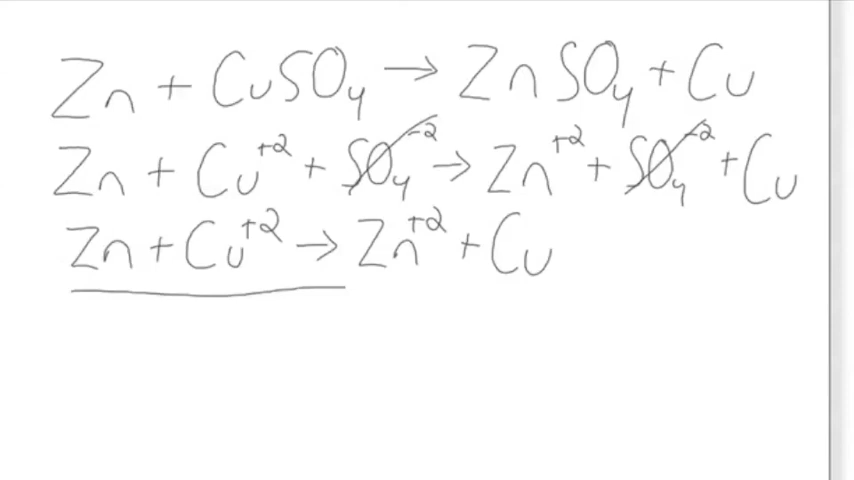 Zn + CuSO₄ → ZnSO₄ + Cu
Zn + Cu⁺² + SO₄⁻² → Zn⁺² + SO₄⁻² + Cu
Zn + Cu⁺² → Zn⁺² + Cu